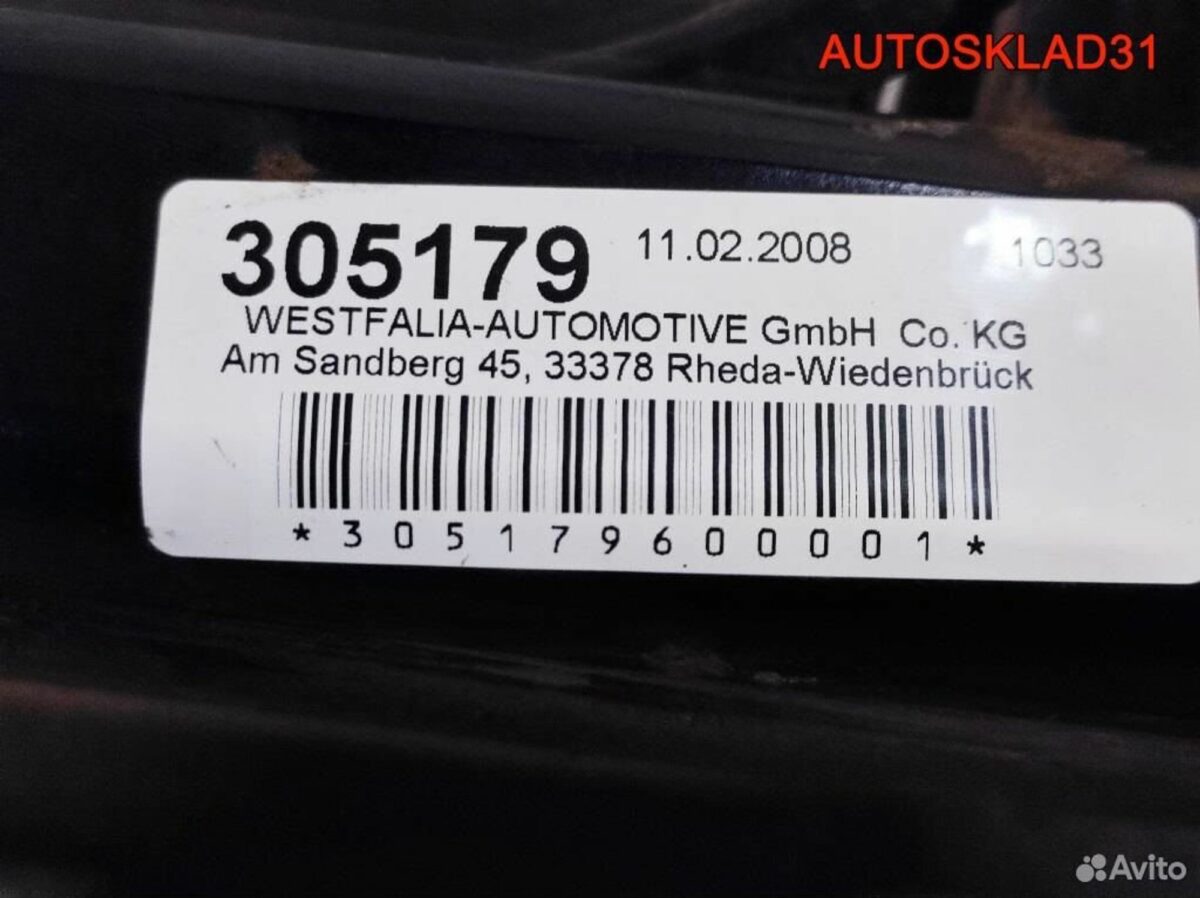 AUTOSKLAD31
305179 11.02.2008 1033
WESTFALIA-AUTOMOTIVE GmbH Co. KG
Am Sandberg 45, 33378 Rheda-Wiedenbrück
*305179600001*
Avito